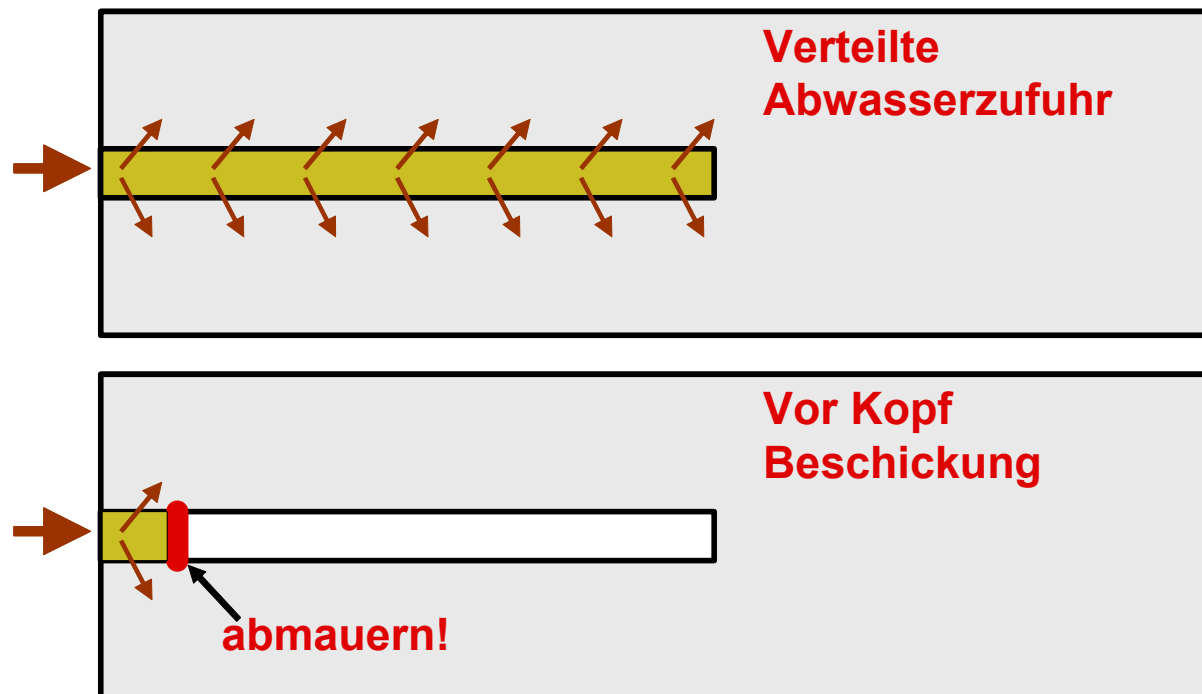 Verteilte
Abwasserzufuhr
Vor Kopf
Beschickung
abmauern!